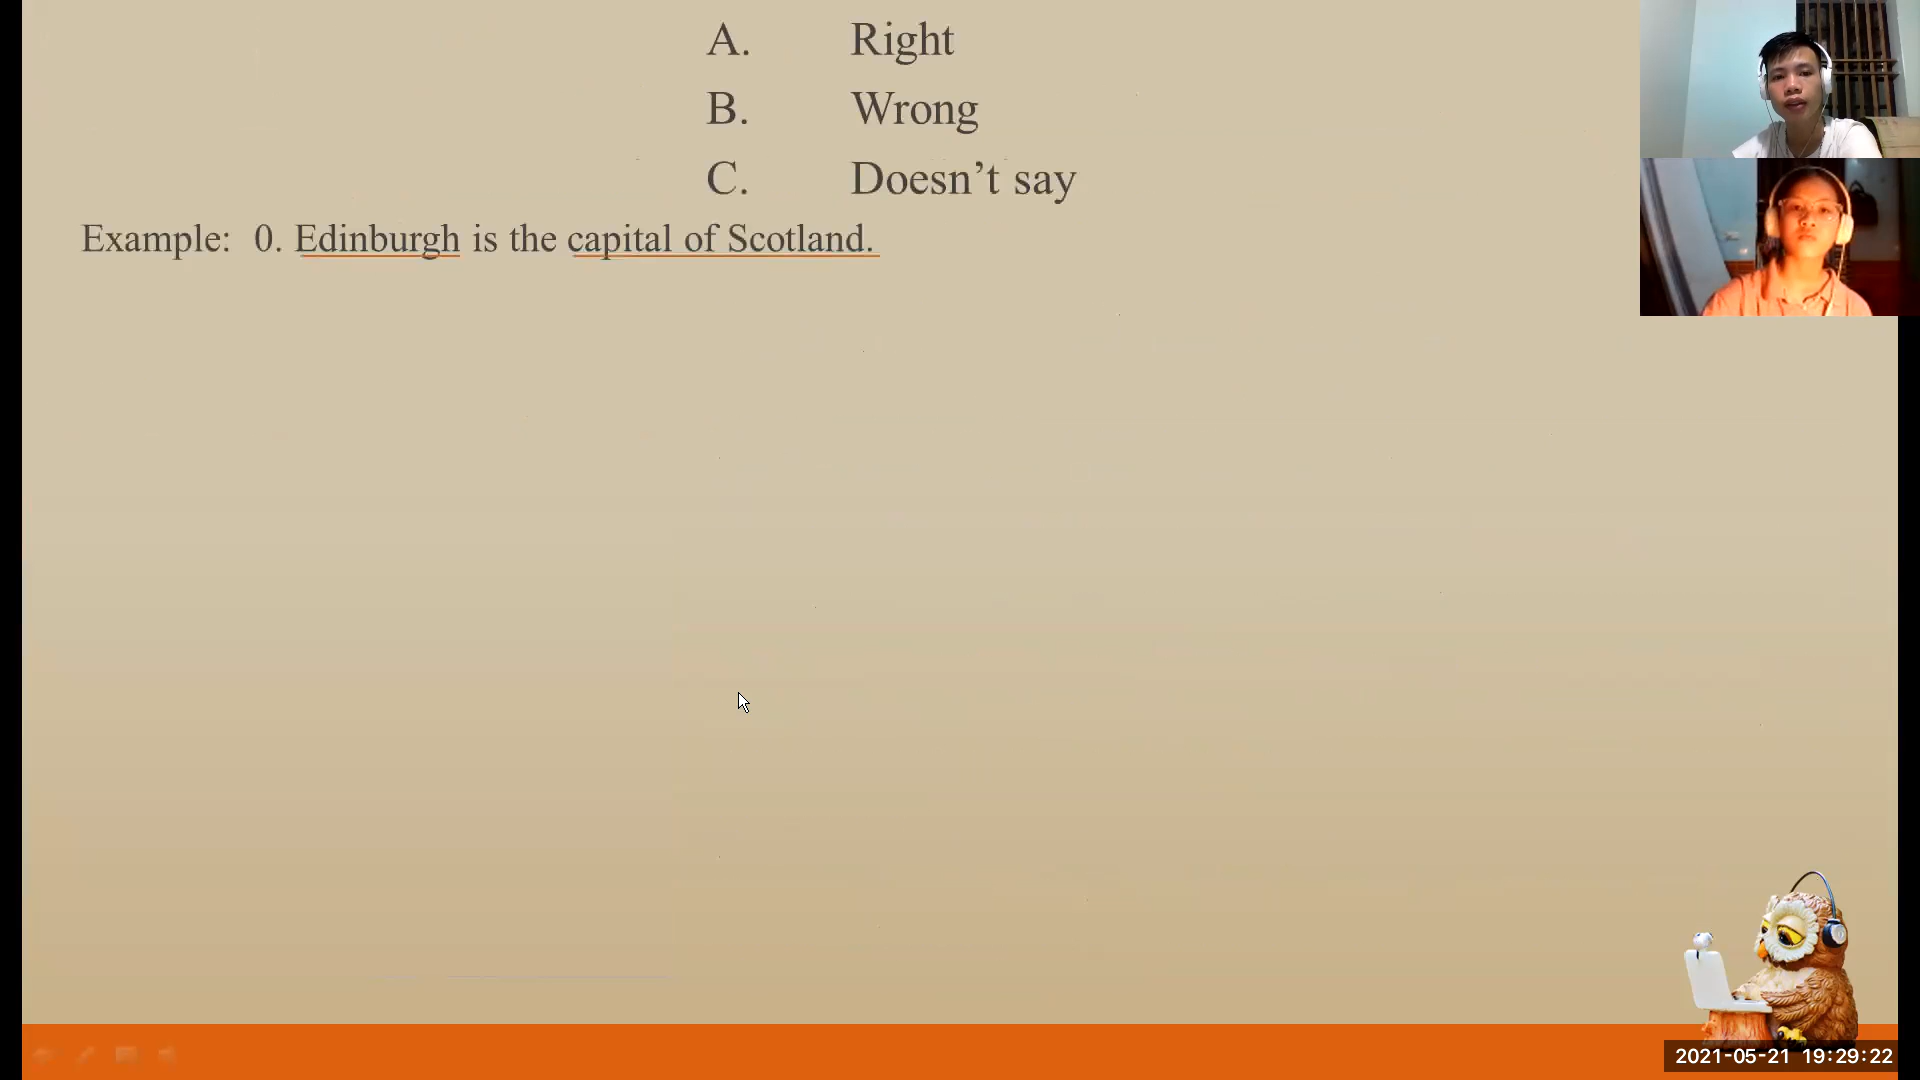 A. Right
B. Wrong
C. Doesn’t say
Example: 0. Edinburgh is the capital of Scotland.
2021-05-21 19:29:22